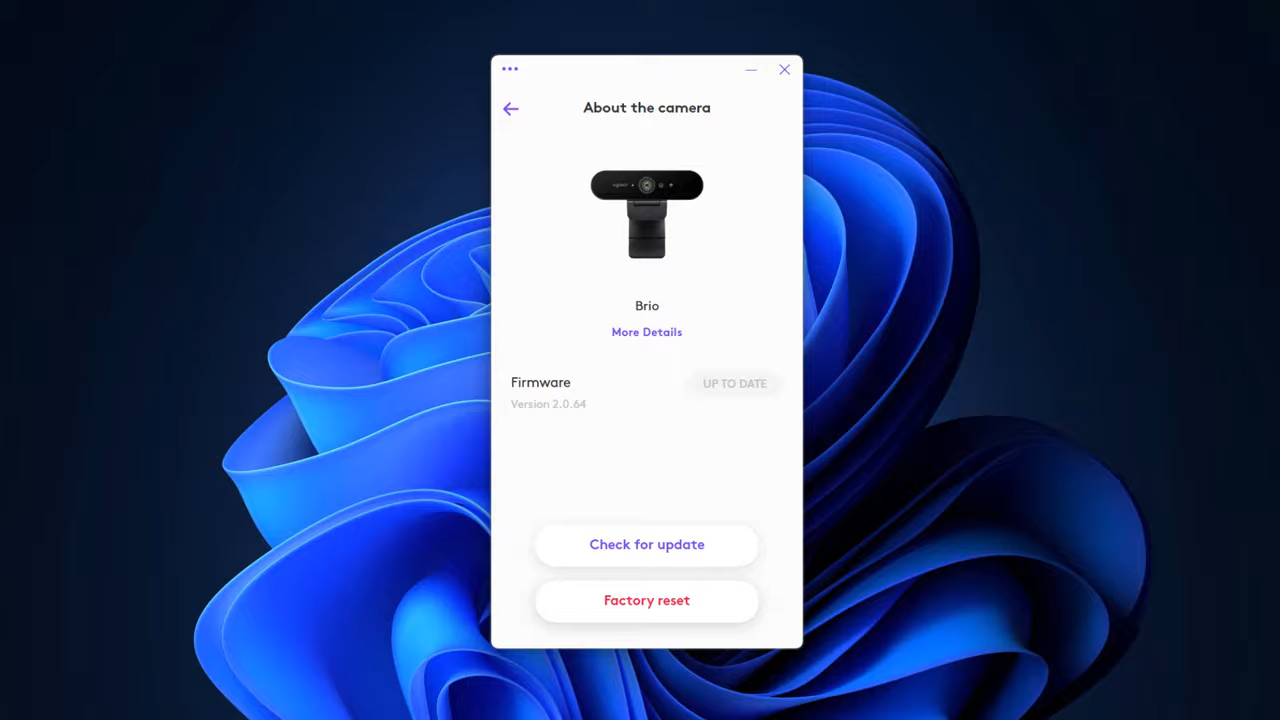 About the camera
logitech
Brio
More Details
Firmware
UP TO DATE
Version 2.0.64
Check for update
Factory reset